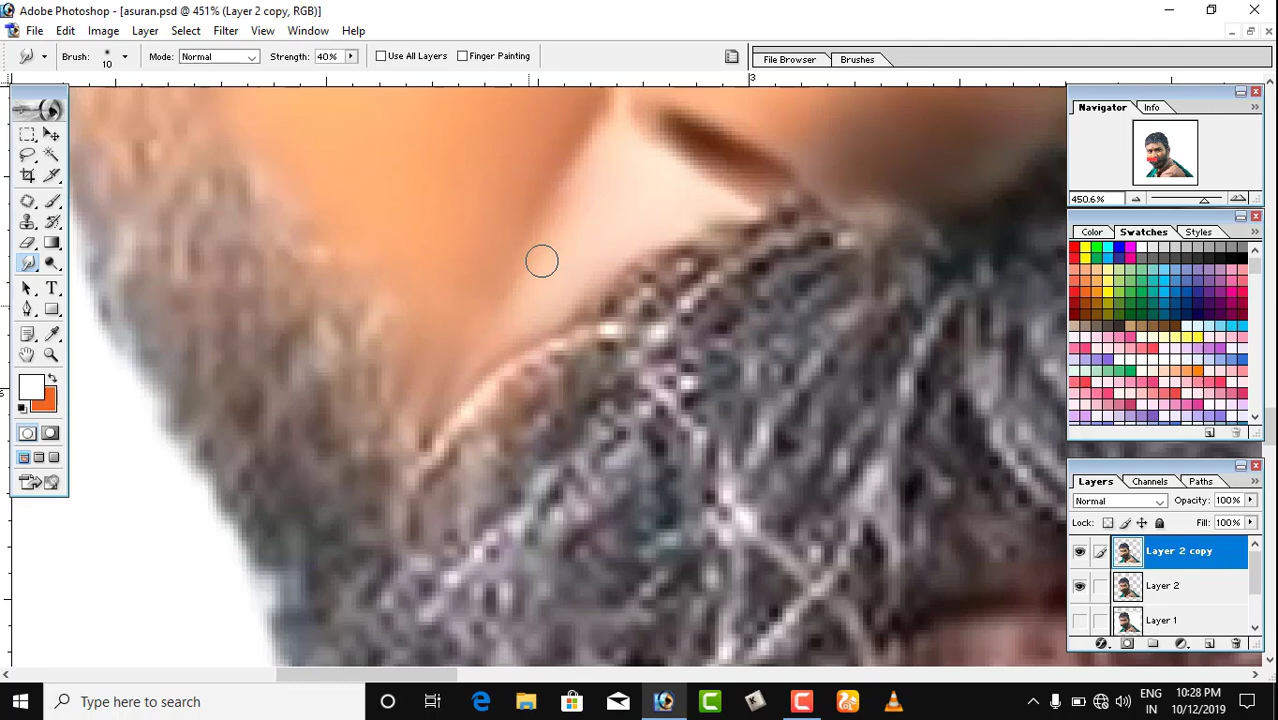 Adobe Photoshop - [asuran.psd @ 451% (Layer 2 copy, RGB)]
File Edit Image Layer Select Filter View Window Help
Brush: 10 Mode: Normal Strength: 40% Use All Layers Finger Painting File Browser Brushes
3
Navigator Info
450.6%
Color Swatches Styles
Layers Channels Paths
Normal Opacity: 100%
Lock: Fill: 100%
Layer 2 copy
Layer 2
Layer 1
Type here to search
ENG
IN
10:28 PM
10/12/2019